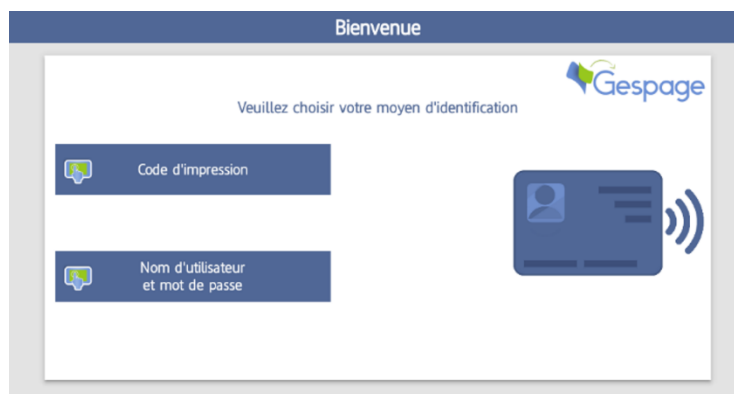 Bienvenue
Gespage
Veuillez choisir votre moyen d'identification
Code d'impression
Nom d'utilisateur
et mot de passe